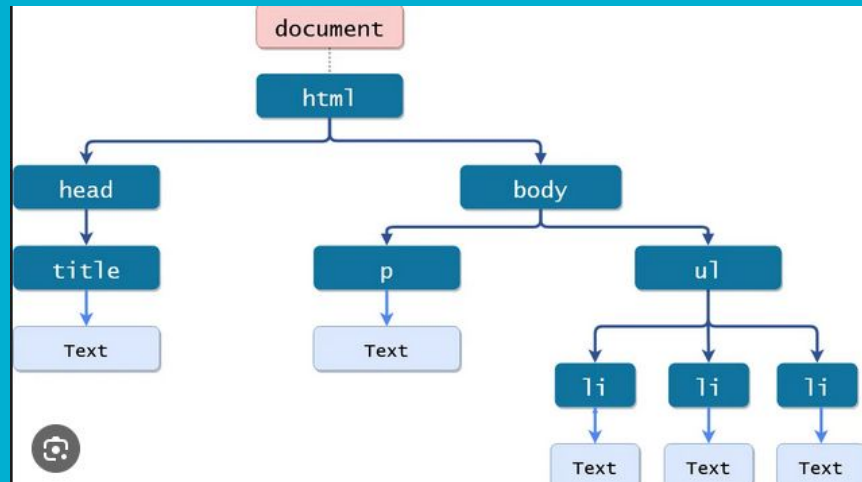 document
html
head
body
title
p
ul
Text
Text
li
li
li
Text
Text
Text